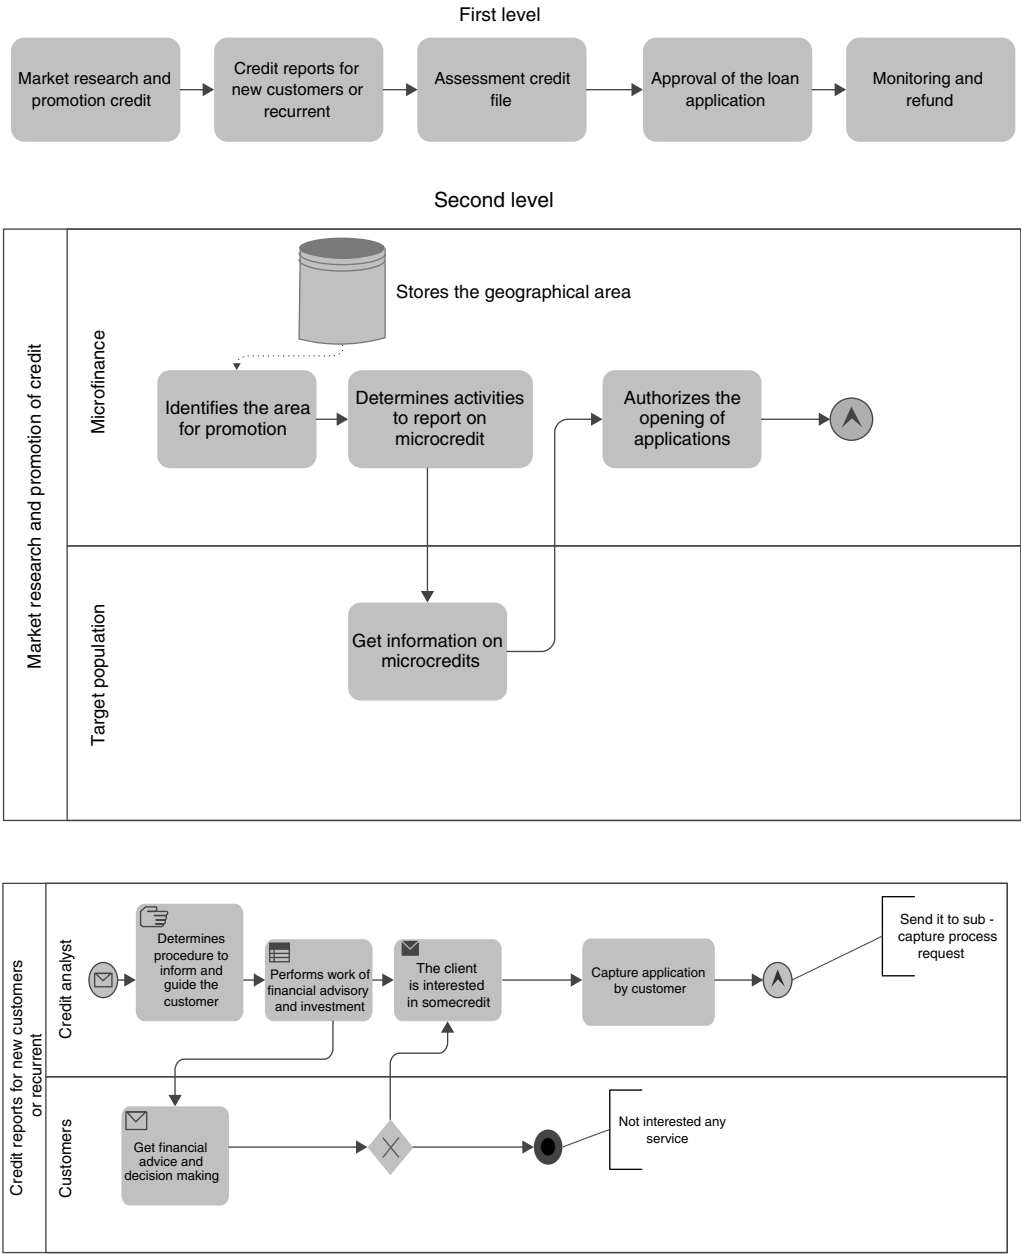 First level
Market research and
promotion credit
Credit reports for
new customers or
recurrent
Assessment credit
file
Approval of the loan
application
Monitoring and
refund
Second level
Market research and promotion of credit
Microfinance
Stores the geographical area
Identifies the area
for promotion
Determines activities
to report on
microcredit
Authorizes the
opening of
applications
Target population
Get information on
microcredits
Credit reports for new customers
or recurrent
Credit analyst
Determines
procedure to
inform and
guide the
customer
Performs work of
financial advisory
and investment
The client
is interested
in somecredit
Capture application
by customer
Send it to sub -
capture process
request
Customers
Get financial
advice and
decision making
Not interested any
service